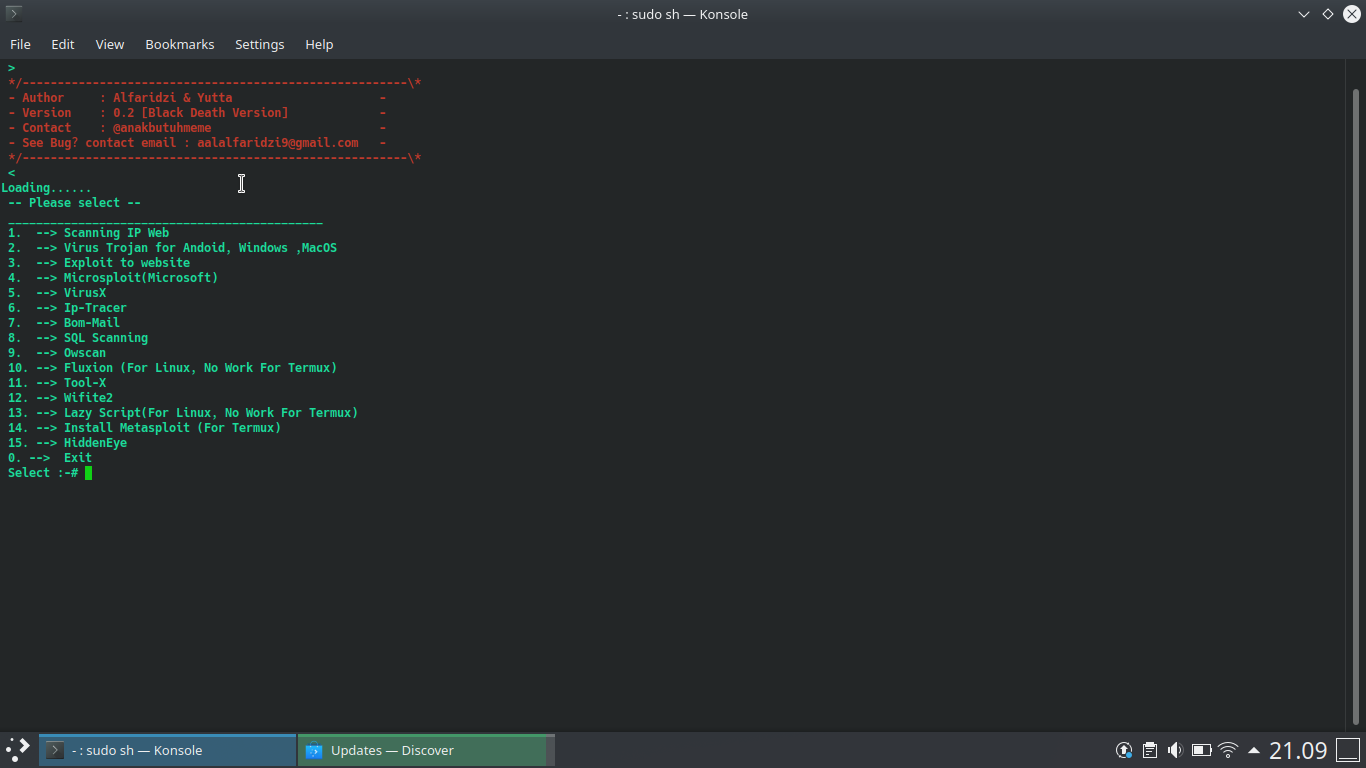 - : sudo sh — Konsole
File Edit View Bookmarks Settings Help
>
*/-------------------------------------------------------\*
- Author     : Alfaridzi & Yutta                     -
- Version    : 0.2 [Black Death Version]             -
- Contact    : @anakbutuhmeme                        -
- See Bug? contact email : aalalfaridzi9@gmail.com   -
*/-------------------------------------------------------\*
<
Loading......
-- Please select --
_____________________________________________
1.  --> Scanning IP Web
2.  --> Virus Trojan for Andoid, Windows ,MacOS
3.  --> Exploit to website
4.  --> Microsploit(Microsoft)
5.  --> VirusX
6.  --> Ip-Tracer
7.  --> Bom-Mail
8.  --> SQL Scanning
9.  --> Owscan
10. --> Fluxion (For Linux, No Work For Termux)
11. --> Tool-X
12. --> Wifite2
13. --> Lazy Script(For Linux, No Work For Termux)
14. --> Install Metasploit (For Termux)
15. --> HiddenEye
0. -->  Exit
Select :-#
- : sudo sh — Konsole
Updates — Discover
21.09